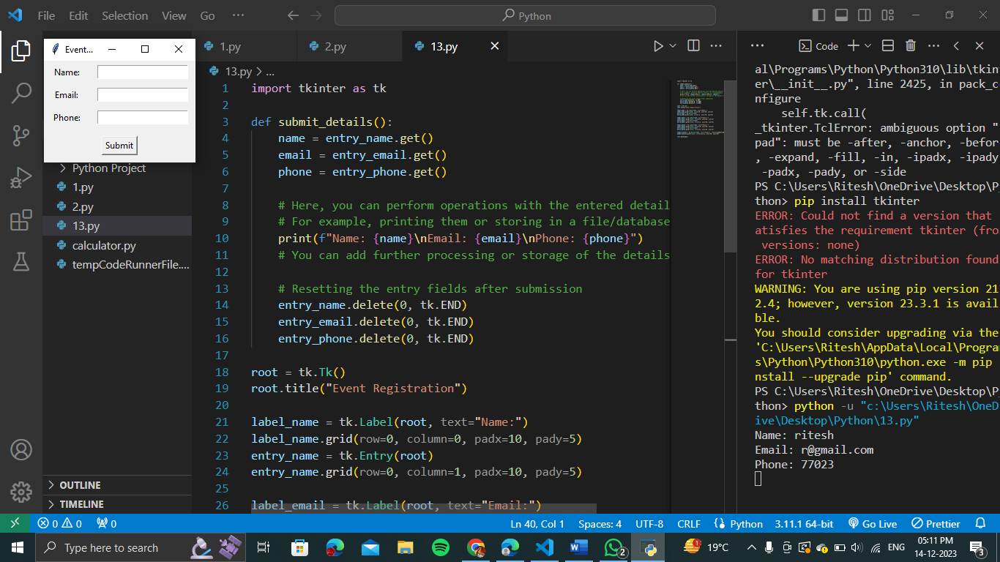 File Edit Selection View Go ··· Python
Event...
Name:
Email:
Phone:
Submit
Python Project
1.py
2.py
13.py
calculator.py
tempCodeRunnerFile....
OUTLINE
TIMELINE
1.py 2.py 13.py
13.py > ...
1 import tkinter as tk
2
3 def submit_details():
4 name = entry_name.get()
5 email = entry_email.get()
6 phone = entry_phone.get()
7
8 # Here, you can perform operations with the entered detail
9 # For example, printing them or storing in a file/database
10 print(f"Name: {name}\nEmail: {email}\nPhone: {phone}")
11 # You can add further processing or storage of the details
12
13 # Resetting the entry fields after submission
14 entry_name.delete(0, tk.END)
15 entry_email.delete(0, tk.END)
16 entry_phone.delete(0, tk.END)
17
18 root = tk.Tk()
19 root.title("Event Registration")
20
21 label_name = tk.Label(root, text="Name:")
22 label_name.grid(row=0, column=0, padx=10, pady=5)
23 entry_name = tk.Entry(root)
24 entry_name.grid(row=0, column=1, padx=10, pady=5)
25
26 label_email = tk.Label(root, text="Email:")
Code
al\Programs\Python\Python310\lib\tkin
er\__init__.py", line 2425, in pack_c
nfigure
self.tk.call(
_tkinter.TclError: ambiguous option "
pad": must be -after, -anchor, -befor
, -expand, -fill, -in, -ipadx, -ipady
-padx, -pady, or -side
PS C:\Users\Ritesh\OneDrive\Desktop\P
thon> pip install tkinter
ERROR: Could not find a version that
atisfies the requirement tkinter (fro
versions: none)
ERROR: No matching distribution found
for tkinter
WARNING: You are using pip version 21
2.4; however, version 23.3.1 is avail
ble.
You should consider upgrading via the
'C:\Users\Ritesh\AppData\Local\Progra
s\Python\Python310\python.exe -m pip
nstall --upgrade pip' command.
PS C:\Users\Ritesh\OneDrive\Desktop\P
thon> python -u "c:\Users\Ritesh\OneD
ive\Desktop\Python\13.py"
Name: ritesh
Email: r@gmail.com
Phone: 77023
0 0 0 Ln 40, Col 1 Spaces: 4 UTF-8 CRLF Python 3.11.1 64-bit Go Live Prettier
Type here to search
2
1
19°C
ENG
05:11 PM
14-12-2023
3